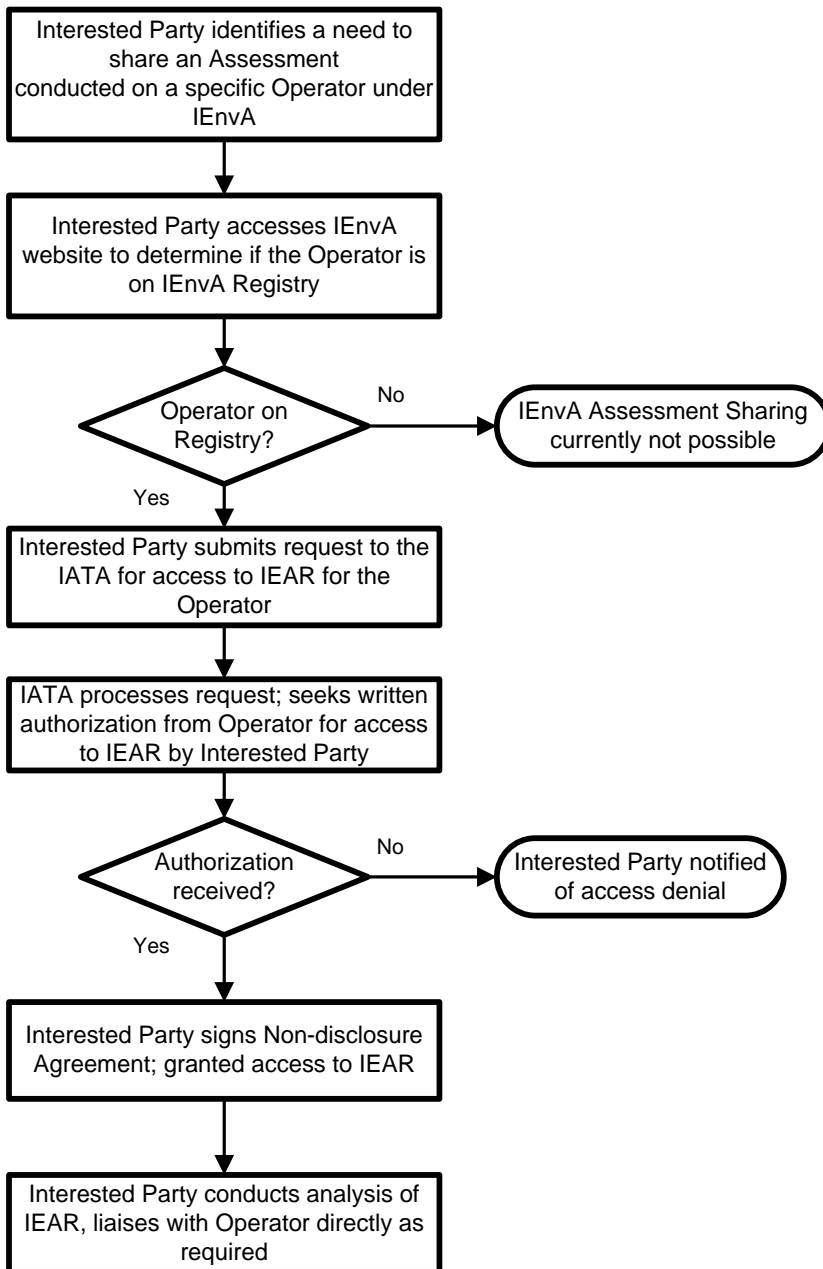 Interested Party identifies a need to
share an Assessment
conducted on a specific Operator under
IEnvA
Interested Party accesses IEnvA
website to determine if the Operator is
on IEnvA Registry
Operator on
Registry?
No
IEnvA Assessment Sharing
currently not possible
Yes
Interested Party submits request to the
IATA for access to IEAR for the
Operator
IATA processes request; seeks written
authorization from Operator for access
to IEAR by Interested Party
Authorization
received?
No
Interested Party notified
of access denial
Yes
Interested Party signs Non-disclosure
Agreement; granted access to IEAR
Interested Party conducts analysis of
IEAR, liaises with Operator directly as
required